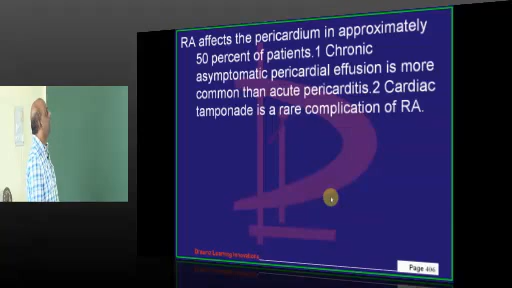 RA affects the pericardium in approximately
50 percent of patients.1 Chronic
asymptomatic pericardial effusion is more
common than acute pericarditis.2 Cardiac
tamponade is a rare complication of RA.
Page 406